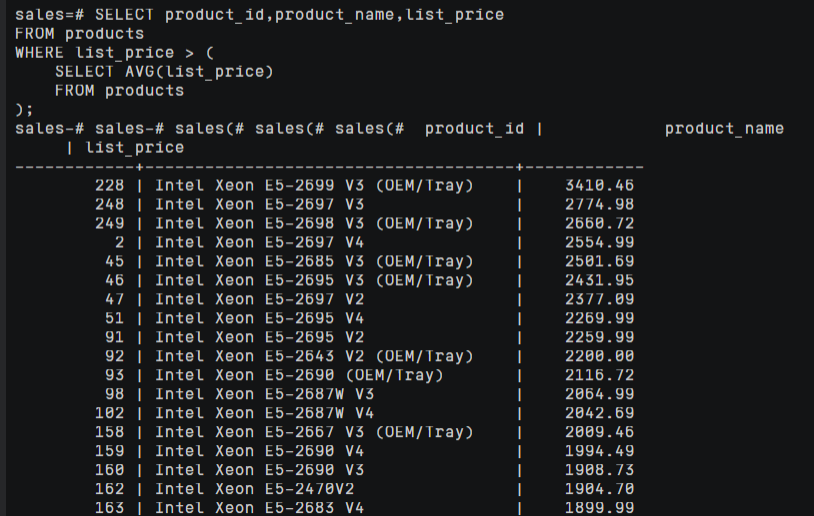 sales=# SELECT product_id,product_name,list_price
FROM products
WHERE list_price > (
    SELECT AVG(list_price)
    FROM products
);
sales-# sales-# sales(# sales(# sales(#  product_id |            product_name
     | list_price
------------+-------------------------------------+------------
        228 | Intel Xeon E5-2699 V3 (OEM/Tray)    |    3410.46
        248 | Intel Xeon E5-2697 V3               |    2774.98
        249 | Intel Xeon E5-2698 V3 (OEM/Tray)    |    2660.72
          2 | Intel Xeon E5-2697 V4               |    2554.99
         45 | Intel Xeon E5-2685 V3 (OEM/Tray)    |    2501.69
         46 | Intel Xeon E5-2695 V3 (OEM/Tray)    |    2431.95
         47 | Intel Xeon E5-2697 V2               |    2377.09
         51 | Intel Xeon E5-2695 V4               |    2269.99
         91 | Intel Xeon E5-2695 V2               |    2259.99
         92 | Intel Xeon E5-2643 V2 (OEM/Tray)    |    2200.00
         93 | Intel Xeon E5-2690 (OEM/Tray)       |    2116.72
         98 | Intel Xeon E5-2687W V3              |    2064.99
        102 | Intel Xeon E5-2687W V4              |    2042.69
        158 | Intel Xeon E5-2667 V3 (OEM/Tray)    |    2009.46
        159 | Intel Xeon E5-2690 V4               |    1994.49
        160 | Intel Xeon E5-2690 V3               |    1908.73
        162 | Intel Xeon E5-2470V2                |    1904.70
        163 | Intel Xeon E5-2683 V4               |    1899.99